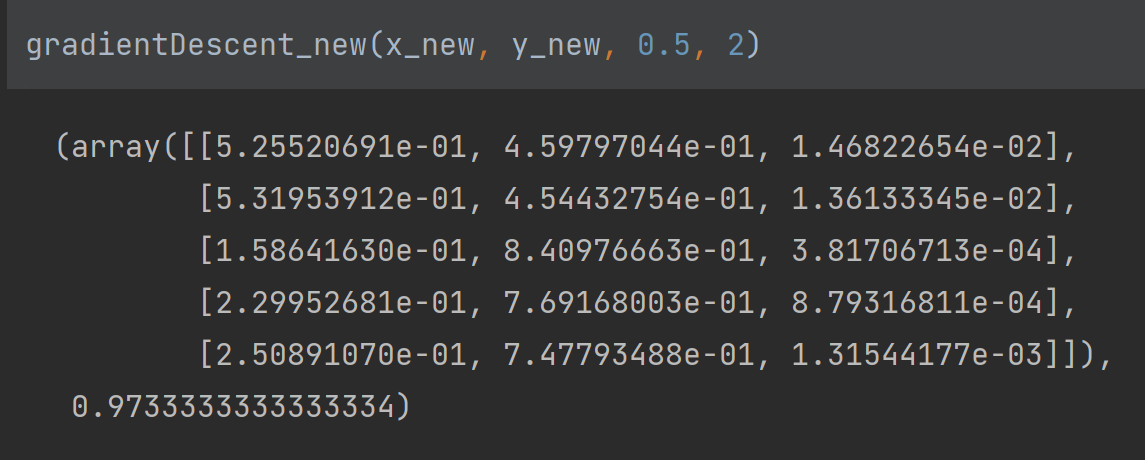 gradientDescent_new(x_new, y_new, 0.5, 2)
(array([[5.25520691e-01, 4.59797044e-01, 1.46822654e-02],
[5.31953912e-01, 4.54432754e-01, 1.36133345e-02],
[1.58641630e-01, 8.40976663e-01, 3.81706713e-04],
[2.29952681e-01, 7.69168003e-01, 8.79316811e-04],
[2.50891070e-01, 7.47793488e-01, 1.31544177e-03]]),
0.9733333333333334)